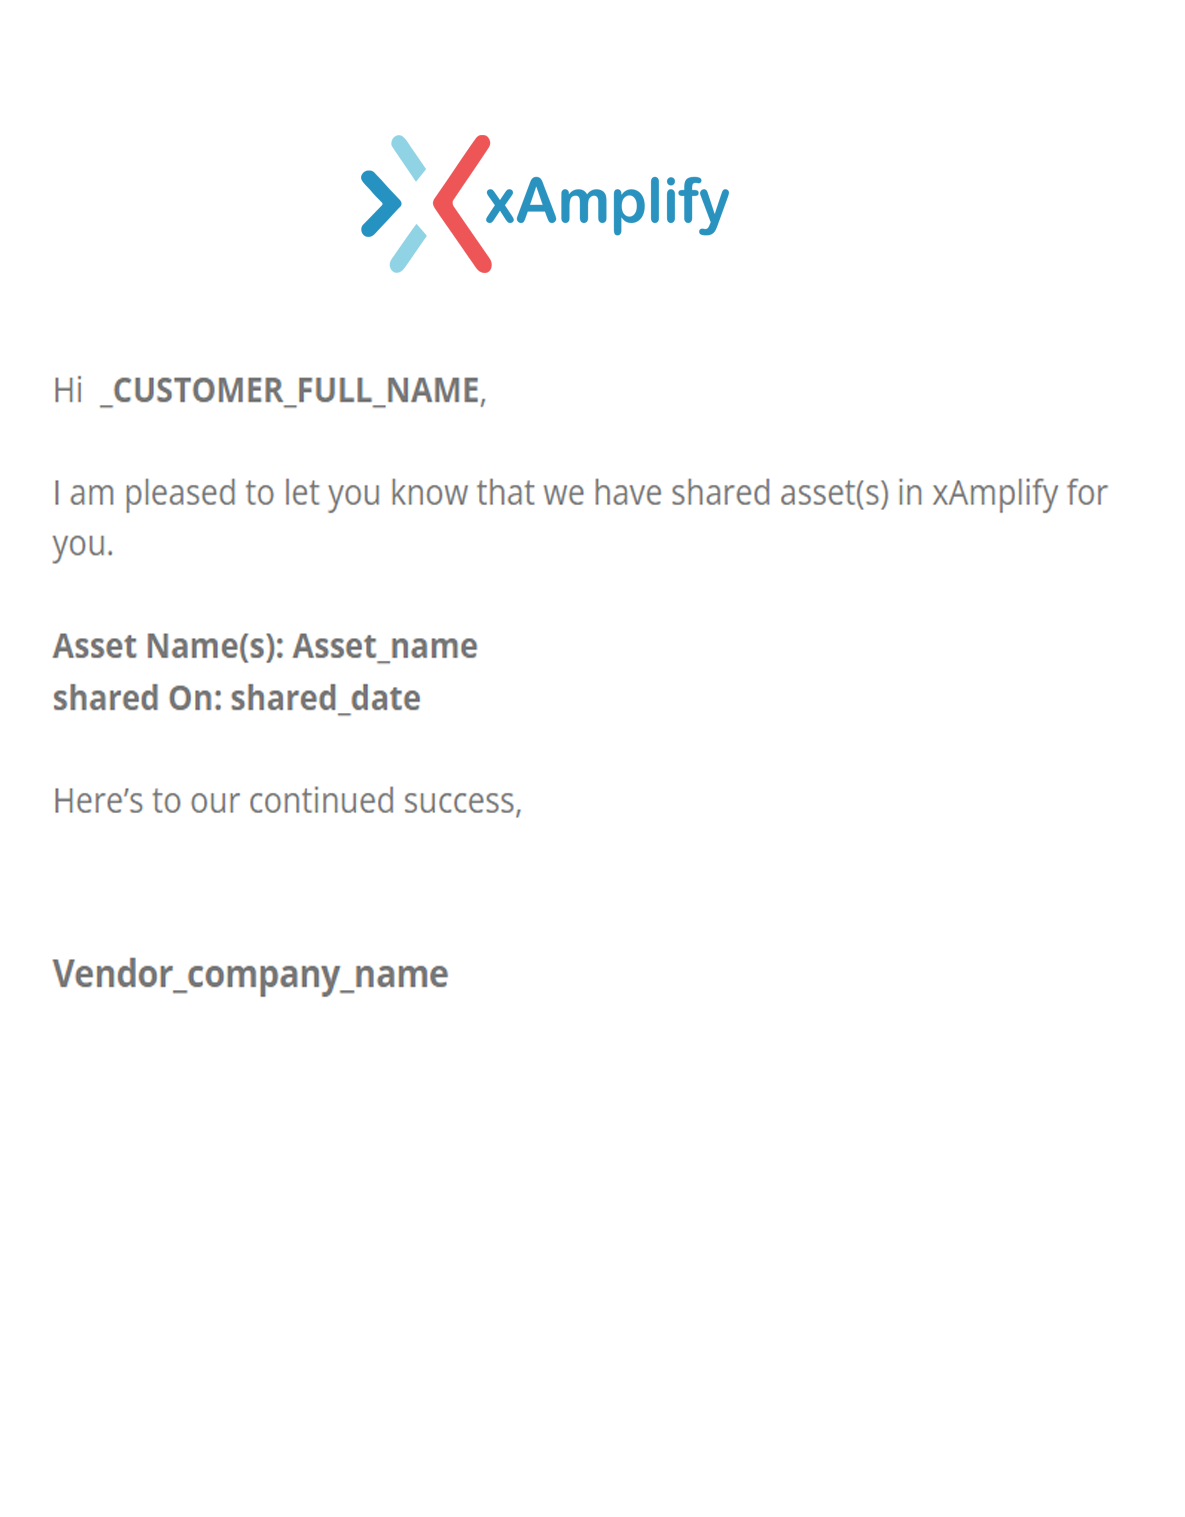 xAmplify
Hi _CUSTOMER_FULL_NAME,
I am pleased to let you know that we have shared asset(s) in xAmplify for
you.
Asset Name(s): Asset_name
shared On: shared_date
Here’s to our continued success,
Vendor_company_name